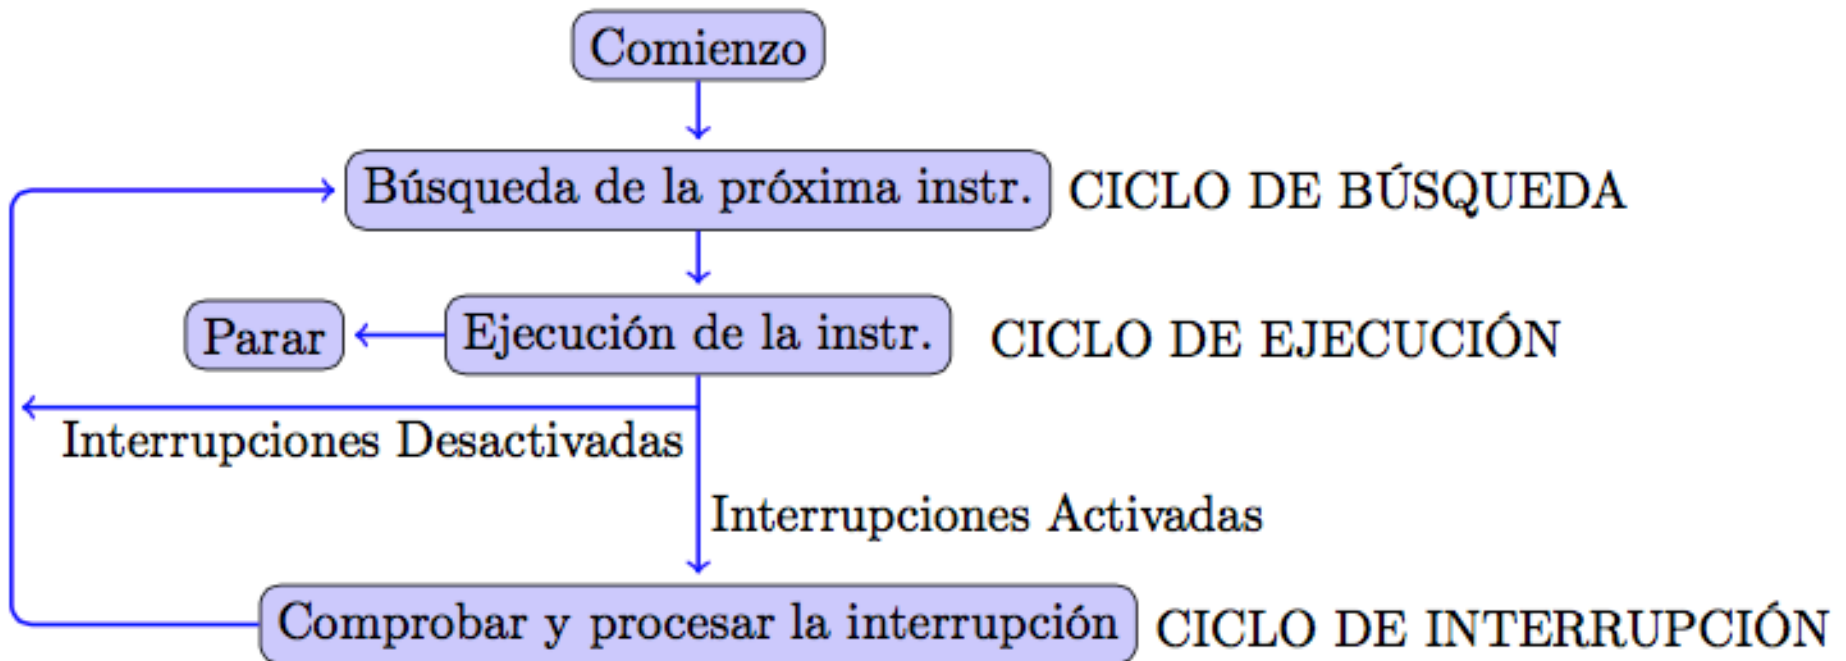 Comienzo
Búsqueda de la próxima instr. CICLO DE BÚSQUEDA
Parar Ejecución de la instr. CICLO DE EJECUCIÓN
Interrupciones Desactivadas
Interrupciones Activadas
Comprobar y procesar la interrupción CICLO DE INTERRUPCIÓN